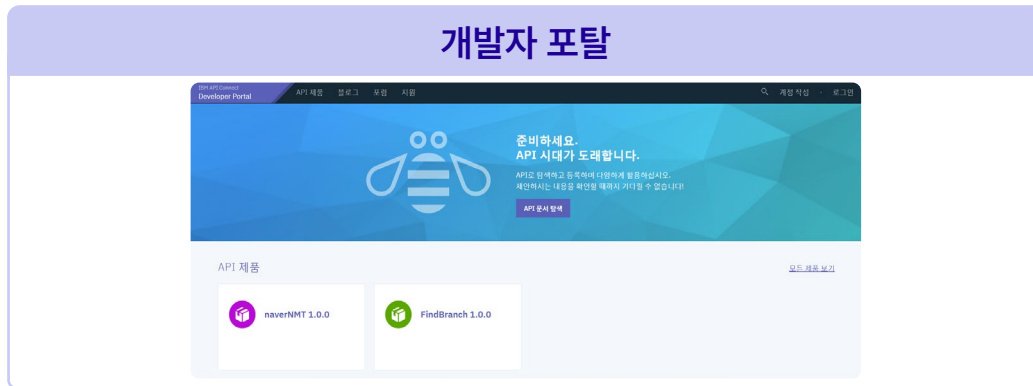 개발자 포탈
IBM API Connect
Developer Portal
API 제품 블로그 포럼 지원
계정 작성 · 로그인
준비하세요.
API 시대가 도래합니다.
API로 탐색하고 등록하여 다양하게 활용하십시오.
제안하시는 내용을 확인할 때까지 기다릴 수 없습니다!
API 문서 탐색
API 제품
모든 제품 보기
naverNMT 1.0.0
FindBranch 1.0.0